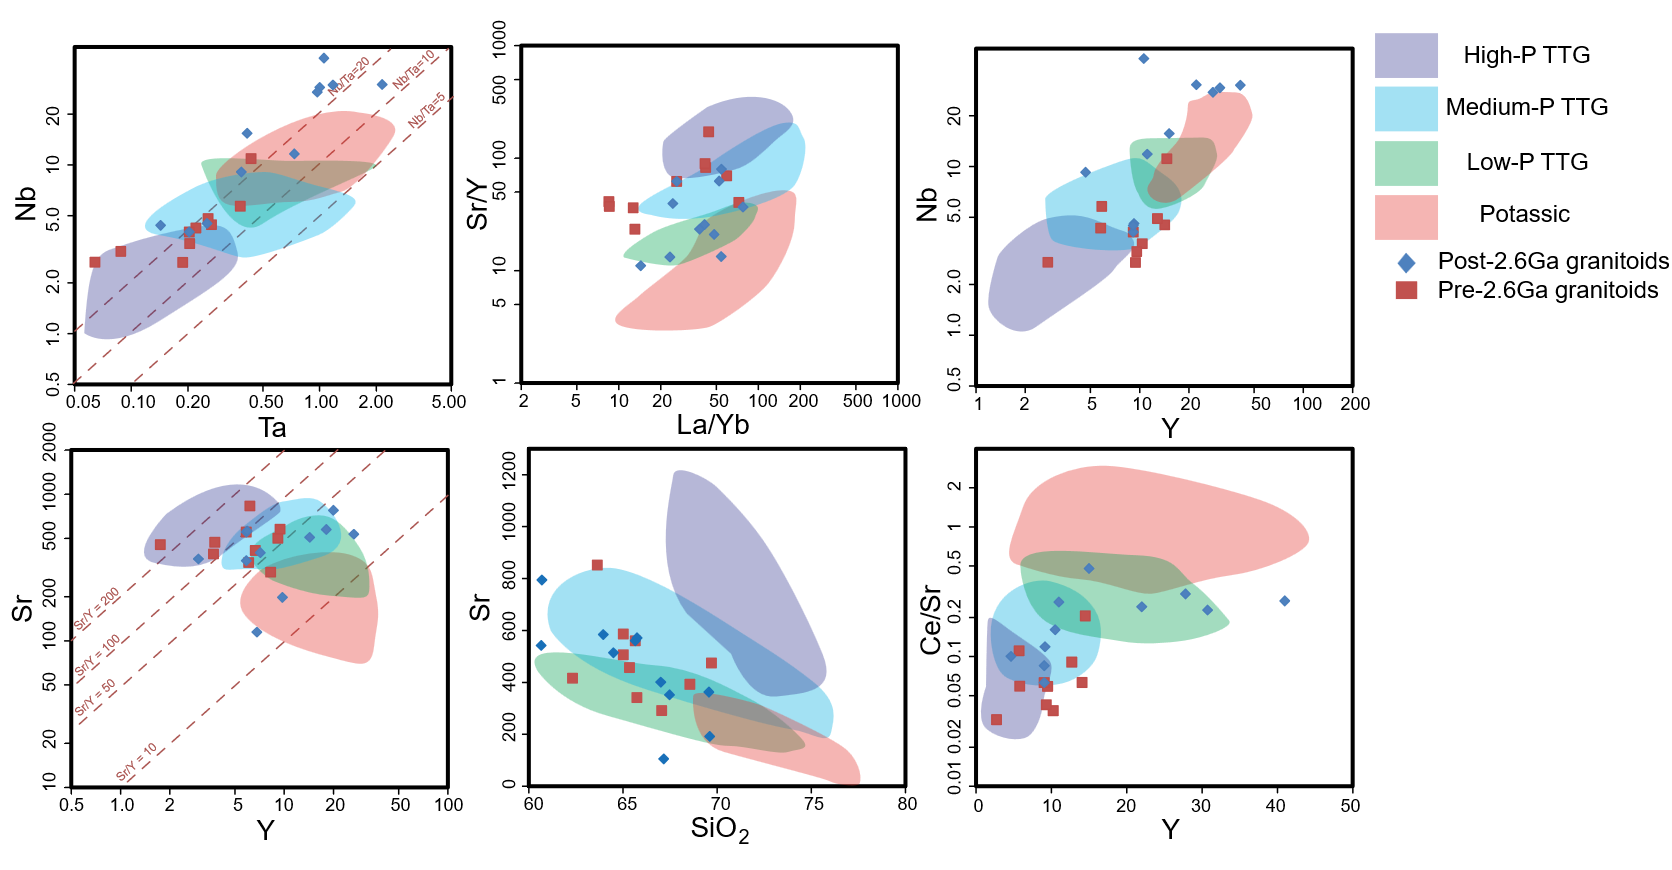 Nb
20
10
5.0
2.0
1.0
0.5
Nb/Ta=20
Nb/Ta=10
Nb/Ta=5
0.05 0.10 0.20 0.50 1.00 2.00 5.00
Ta
Sr/Y
1000
500
100
50
10
5
1
2 5 10 20 50 100 200 500 1000
La/Yb
Nb
20
10
5.0
2.0
1.0
0.5
1 2 5 10 20 50 100 200
Y
High-P TTG
Medium-P TTG
Low-P TTG
Potassic
Post-2.6Ga granitoids
Pre-2.6Ga granitoids
Sr
2000
1000
500
200
100
50
20
10
Sr/Y = 200
Sr/Y = 100
Sr/Y = 50
Sr/Y = 10
0.5 1.0 2 5 10 20 50 100
Y
Sr
1200
1000
800
600
400
200
0
60 65 70 75 80
SiO2
Ce/Sr
2
1
0.5
0.2
0.1
0.05
0.02
0.01
0 10 20 30 40 50
Y